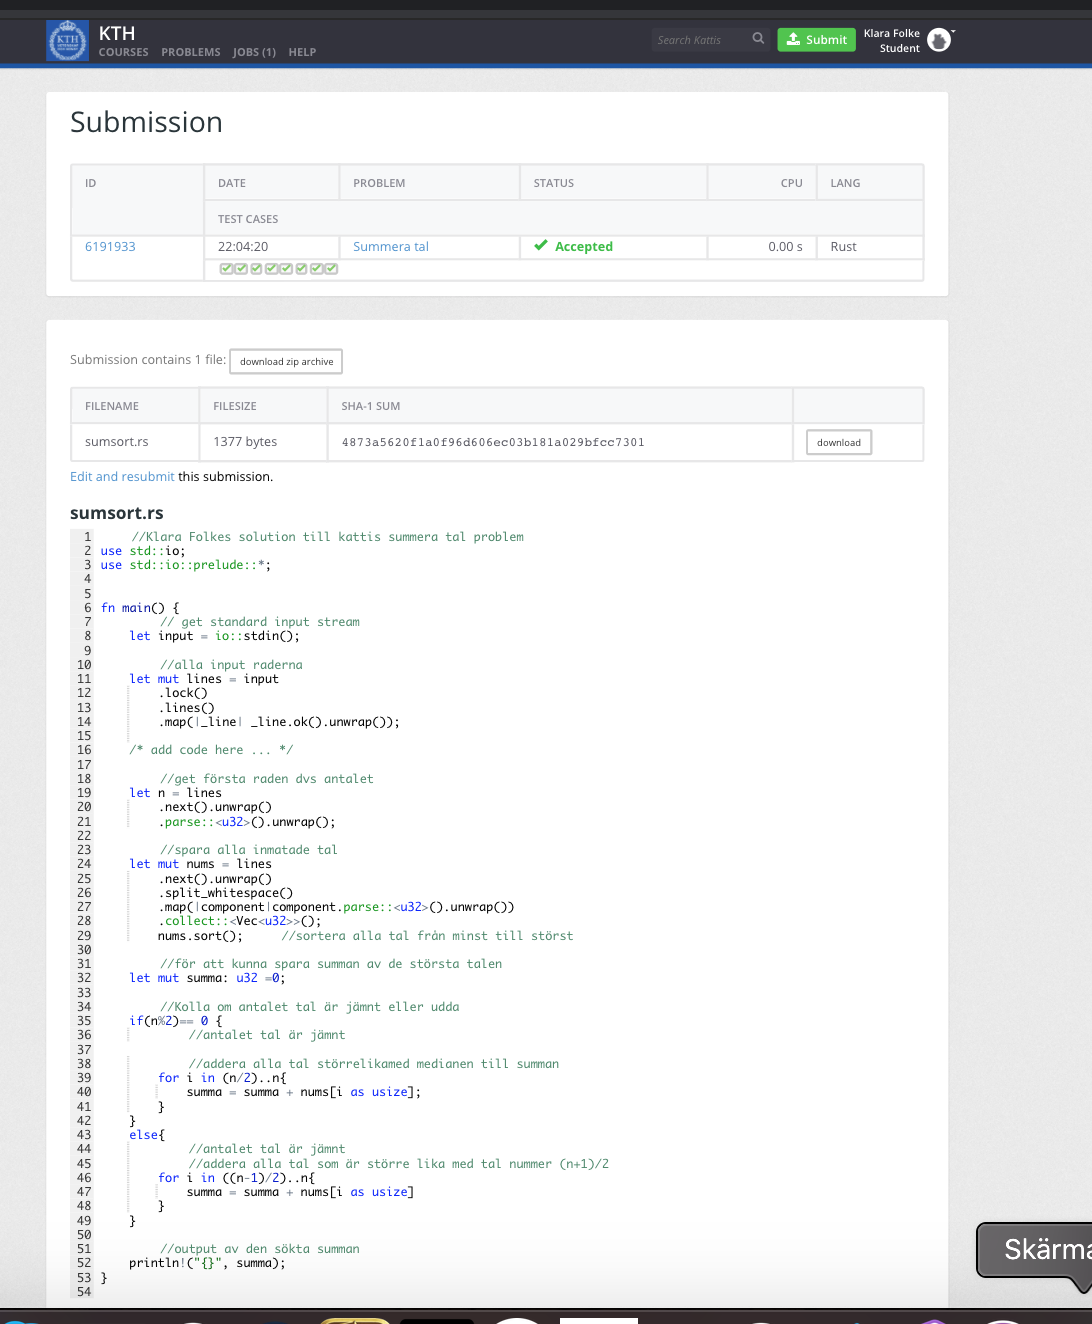 KTH
COURSES PROBLEMS JOBS (1) HELP
Search Kattis
Submit
Klara Folke
Student
Submission
ID DATE PROBLEM STATUS CPU LANG
TEST CASES
6191933 22:04:20 Summera tal Accepted 0.00 s Rust
Submission contains 1 file: download zip archive
FILENAME FILESIZE SHA-1 SUM
sumsort.rs 1377 bytes 4873a5620f1a0f96d606ec03b181a029bfcc7301 download
Edit and resubmit this submission.
sumsort.rs
1 //Klara Folkes solution till kattis summera tal problem
2 use std::io;
3 use std::io::prelude::*;
4
5
6 fn main() {
7 // get standard input stream
8 let input = io::stdin();
9
10 //alla input raderna
11 let mut lines = input
12 .lock()
13 .lines()
14 .map(|_line| _line.ok().unwrap());
15
16 /* add code here ... */
17
18 //get första raden dvs antalet
19 let n = lines
20 .next().unwrap()
21 .parse::<u32>().unwrap();
22
23 //spara alla inmatade tal
24 let mut nums = lines
25 .next().unwrap()
26 .split_whitespace()
27 .map(|component|component.parse::<u32>().unwrap())
28 .collect::<Vec<u32>>();
29 nums.sort(); //sortera alla tal från minst till störst
30
31 //för att kunna spara summan av de största talen
32 let mut summa: u32 =0;
33
34 //Kolla om antalet tal är jämnt eller udda
35 if(n%2)== 0 {
36 //antalet tal är jämnt
37
38 //addera alla tal störrelikamed medianen till summan
39 for i in (n/2)..n{
40 summa = summa + nums[i as usize];
41 }
42 }
43 else{
44 //antalet tal är jämnt
45 //addera alla tal som är större lika med tal nummer (n+1)/2
46 for i in ((n-1)/2)..n{
47 summa = summa + nums[i as usize]
48 }
49 }
50
51 //output av den sökta summan
52 println!("{}", summa);
53 }
54